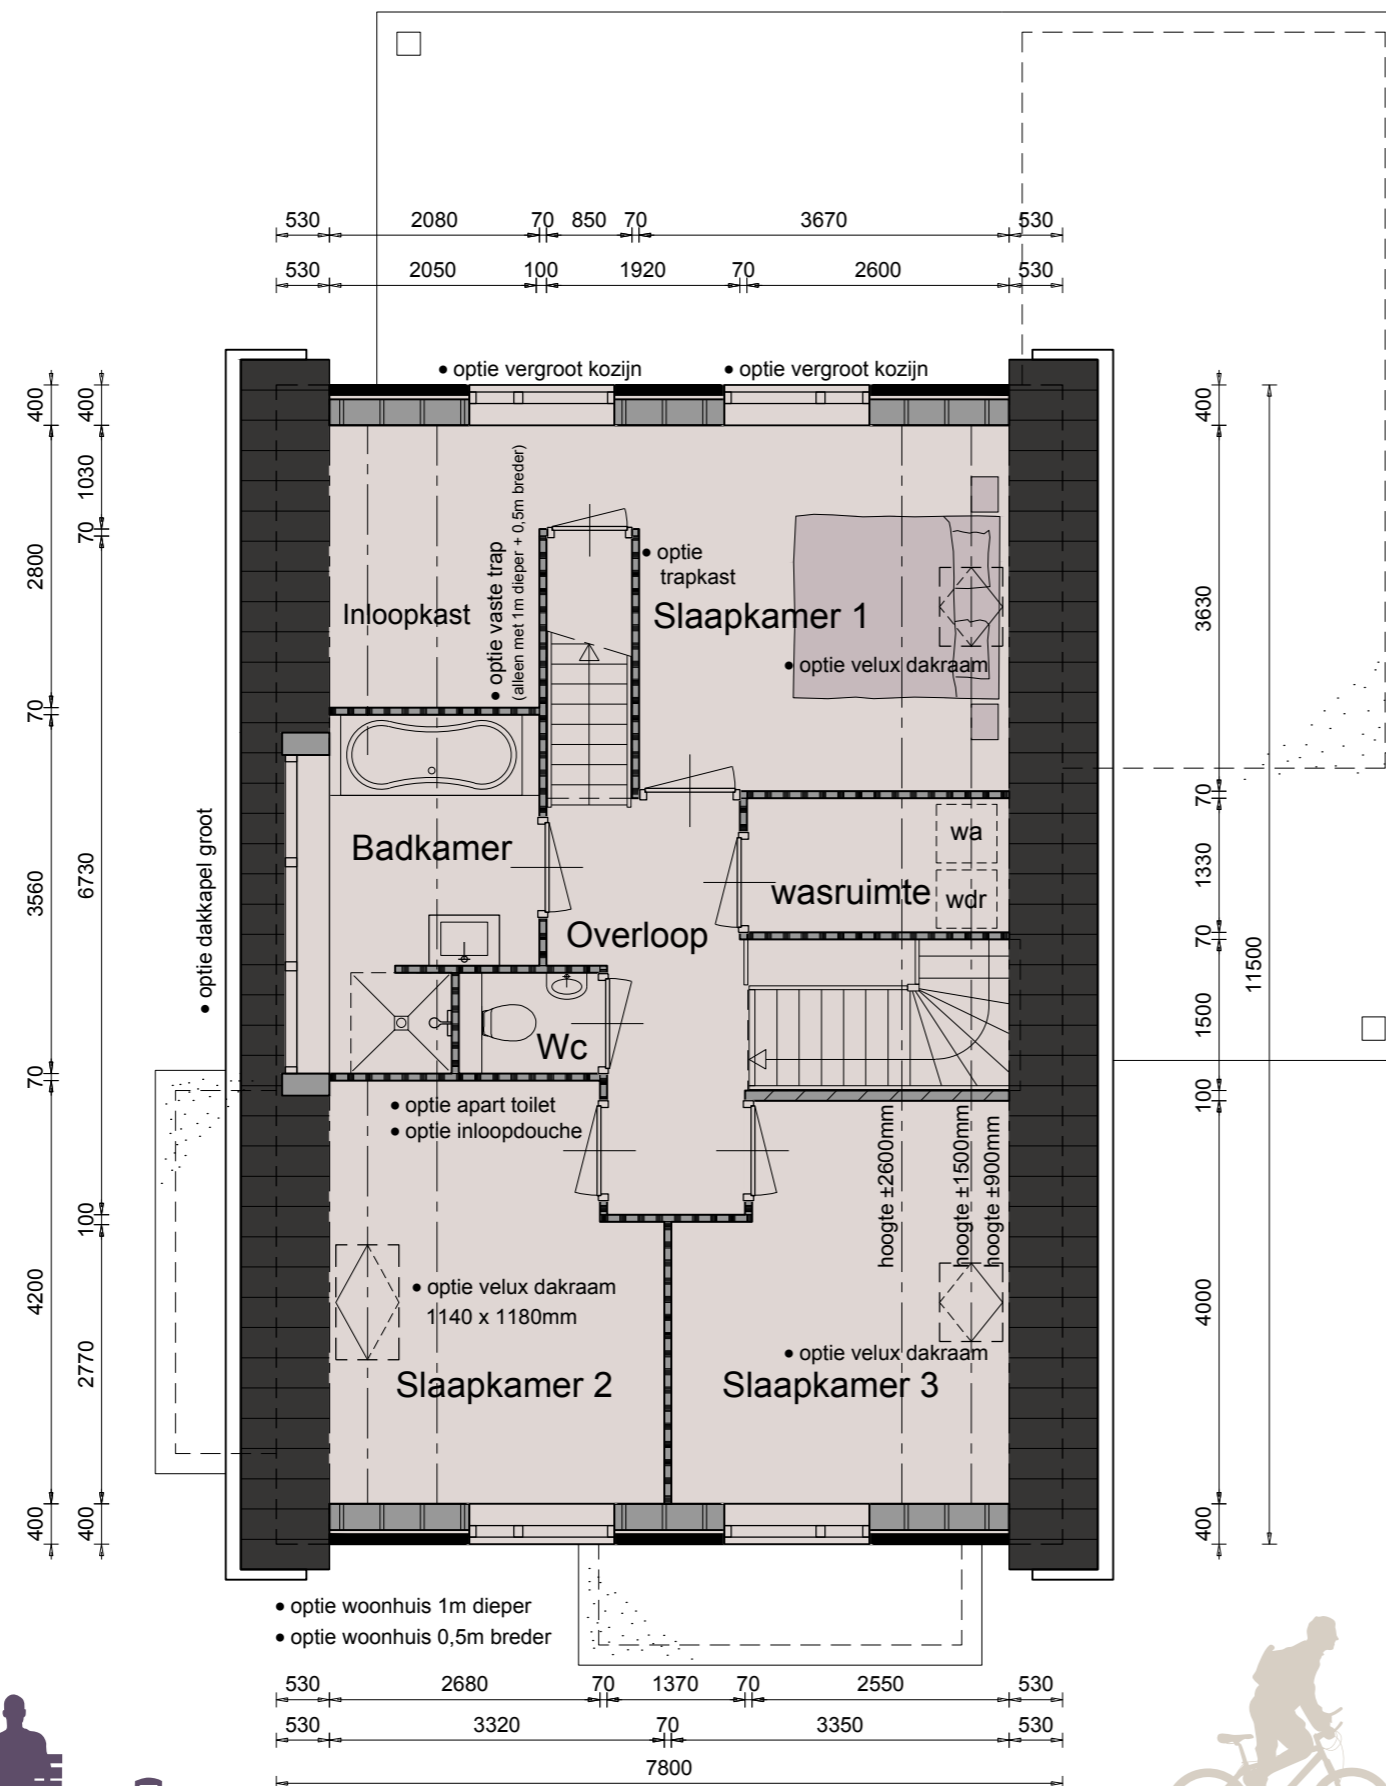 530 2080 70 850 70 3670 530
530 2050 100 1920 70 2600 530
• optie vergroot kozijn • optie vergroot kozijn
400 400 400
1030
70
2800
70
3560
6730
70
100
4200
2770
400 400
• optie dakkapel groot
• optie vaste trap
(alleen met 1m dieper + 0,5m breder)
• optie
trapkast
Inloopkast
Slaapkamer 1
• optie velux dakraam
Badkamer
wa
wasruimte
wdr
Overloop
Wc
• optie apart toilet
• optie inloopdouche
hoogte ±2600mm
hoogte ±1500mm
hoogte ±900mm
• optie velux dakraam
1140 x 1180mm
• optie velux dakraam
Slaapkamer 2
Slaapkamer 3
3630
70
1330
70
1500
100
4000
400
11500
• optie woonhuis 1m dieper
• optie woonhuis 0,5m breder
530 2680 70 1370 70 2550 530
530 3320 70 3350 530
7800